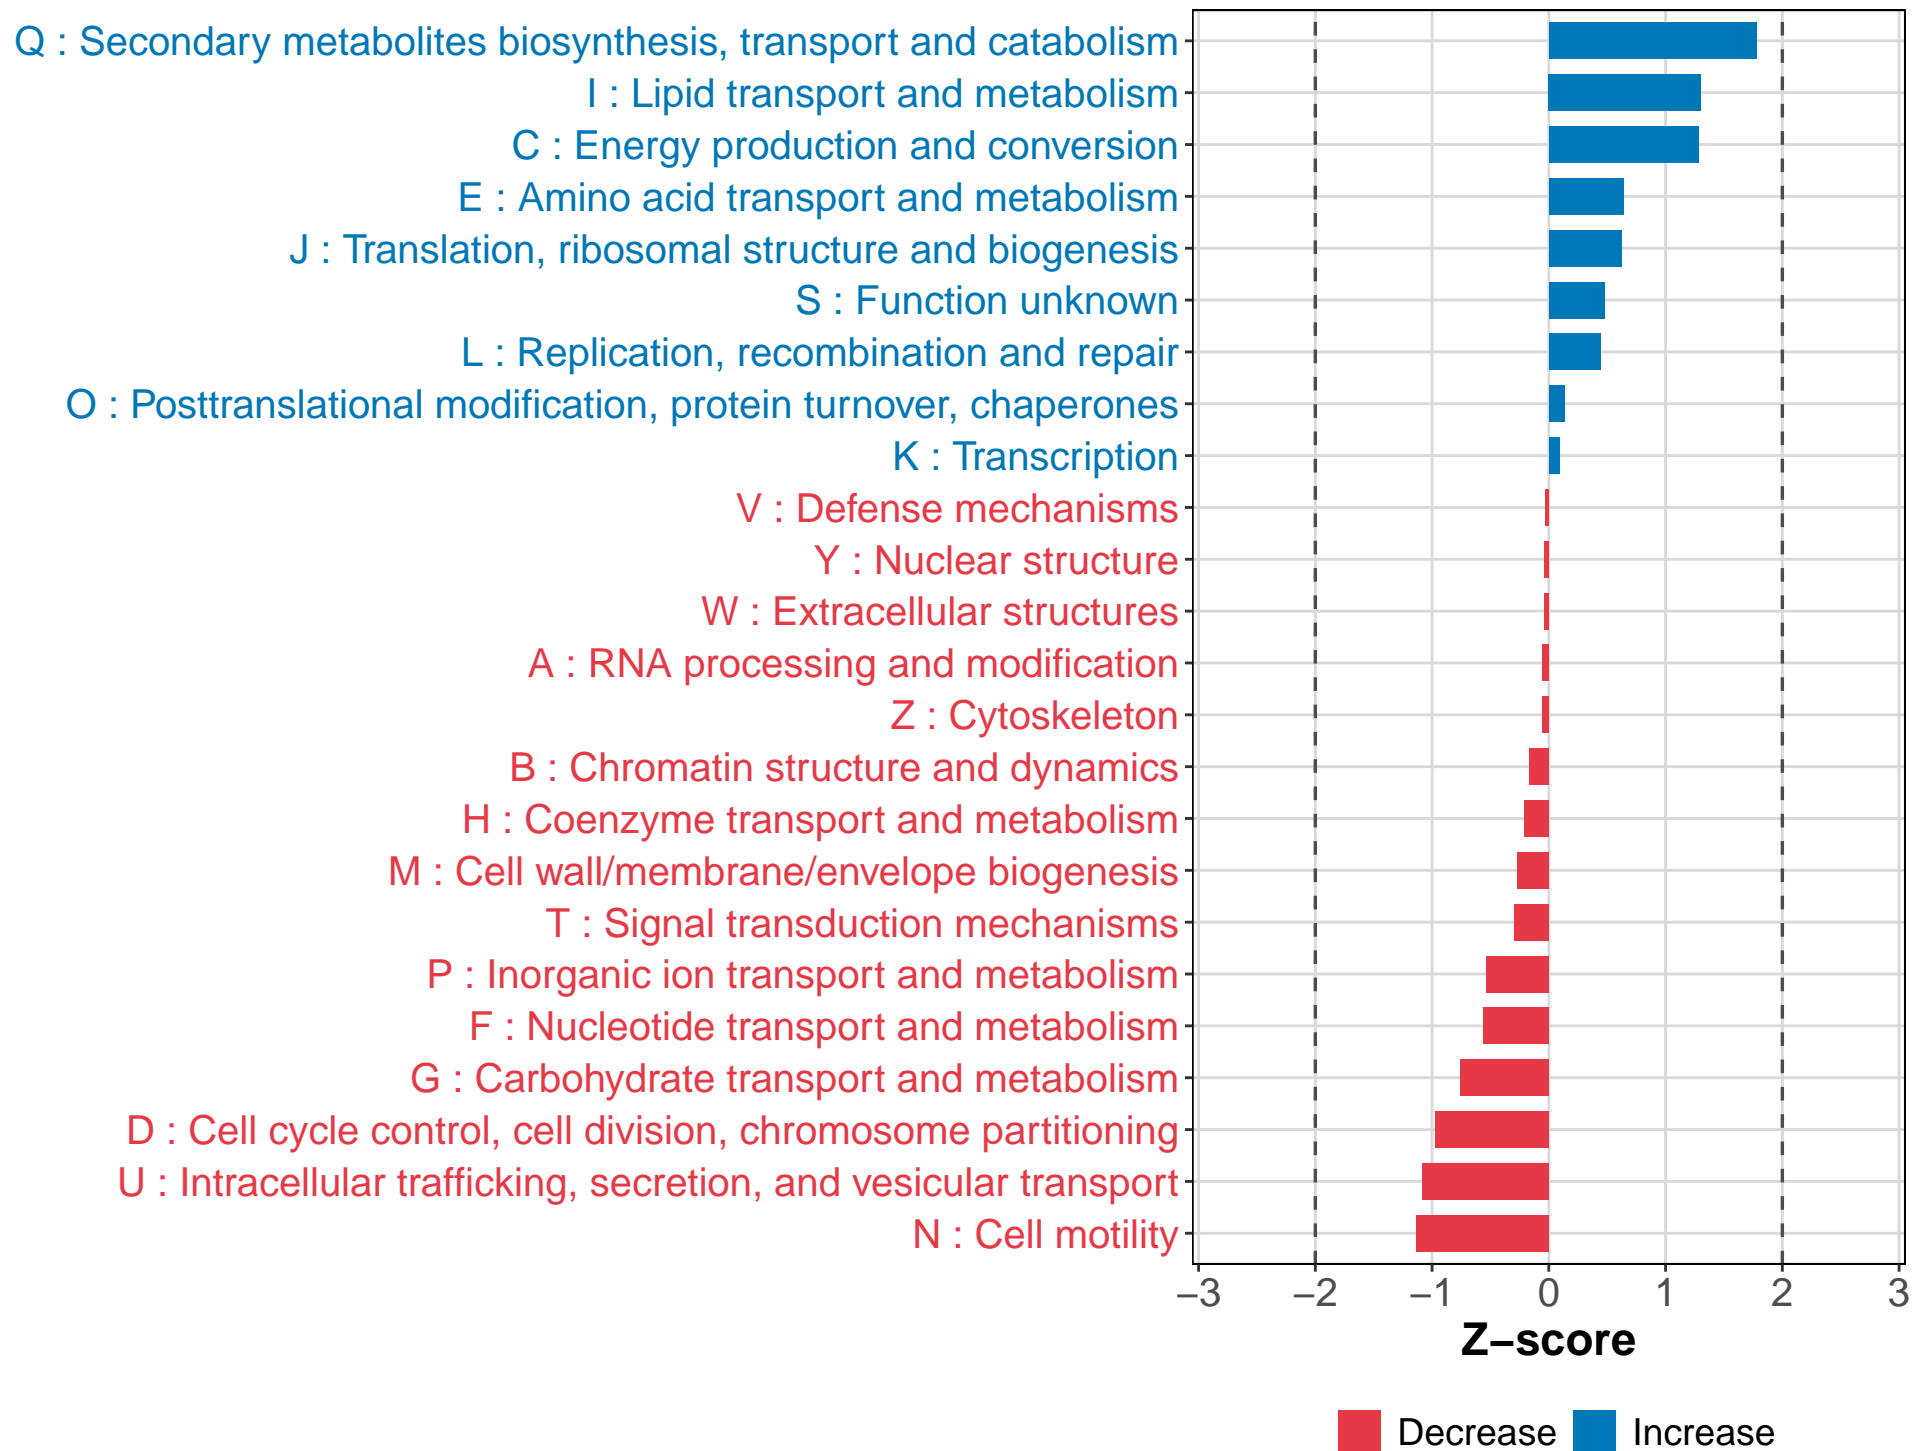 Q : Secondary metabolites biosynthesis, transport and catabolism
I : Lipid transport and metabolism
C : Energy production and conversion
E : Amino acid transport and metabolism
J : Translation, ribosomal structure and biogenesis
S : Function unknown
L : Replication, recombination and repair
O : Posttranslational modification, protein turnover, chaperones
K : Transcription
V : Defense mechanisms
Y : Nuclear structure
W : Extracellular structures
A : RNA processing and modification
Z : Cytoskeleton
B : Chromatin structure and dynamics
H : Coenzyme transport and metabolism
M : Cell wall/membrane/envelope biogenesis
T : Signal transduction mechanisms
P : Inorganic ion transport and metabolism
F : Nucleotide transport and metabolism
G : Carbohydrate transport and metabolism
D : Cell cycle control, cell division, chromosome partitioning
U : Intracellular trafficking, secretion, and vesicular transport
N : Cell motility
−3 −2 −1 0 1 2 3
Z−score
Decrease Increase